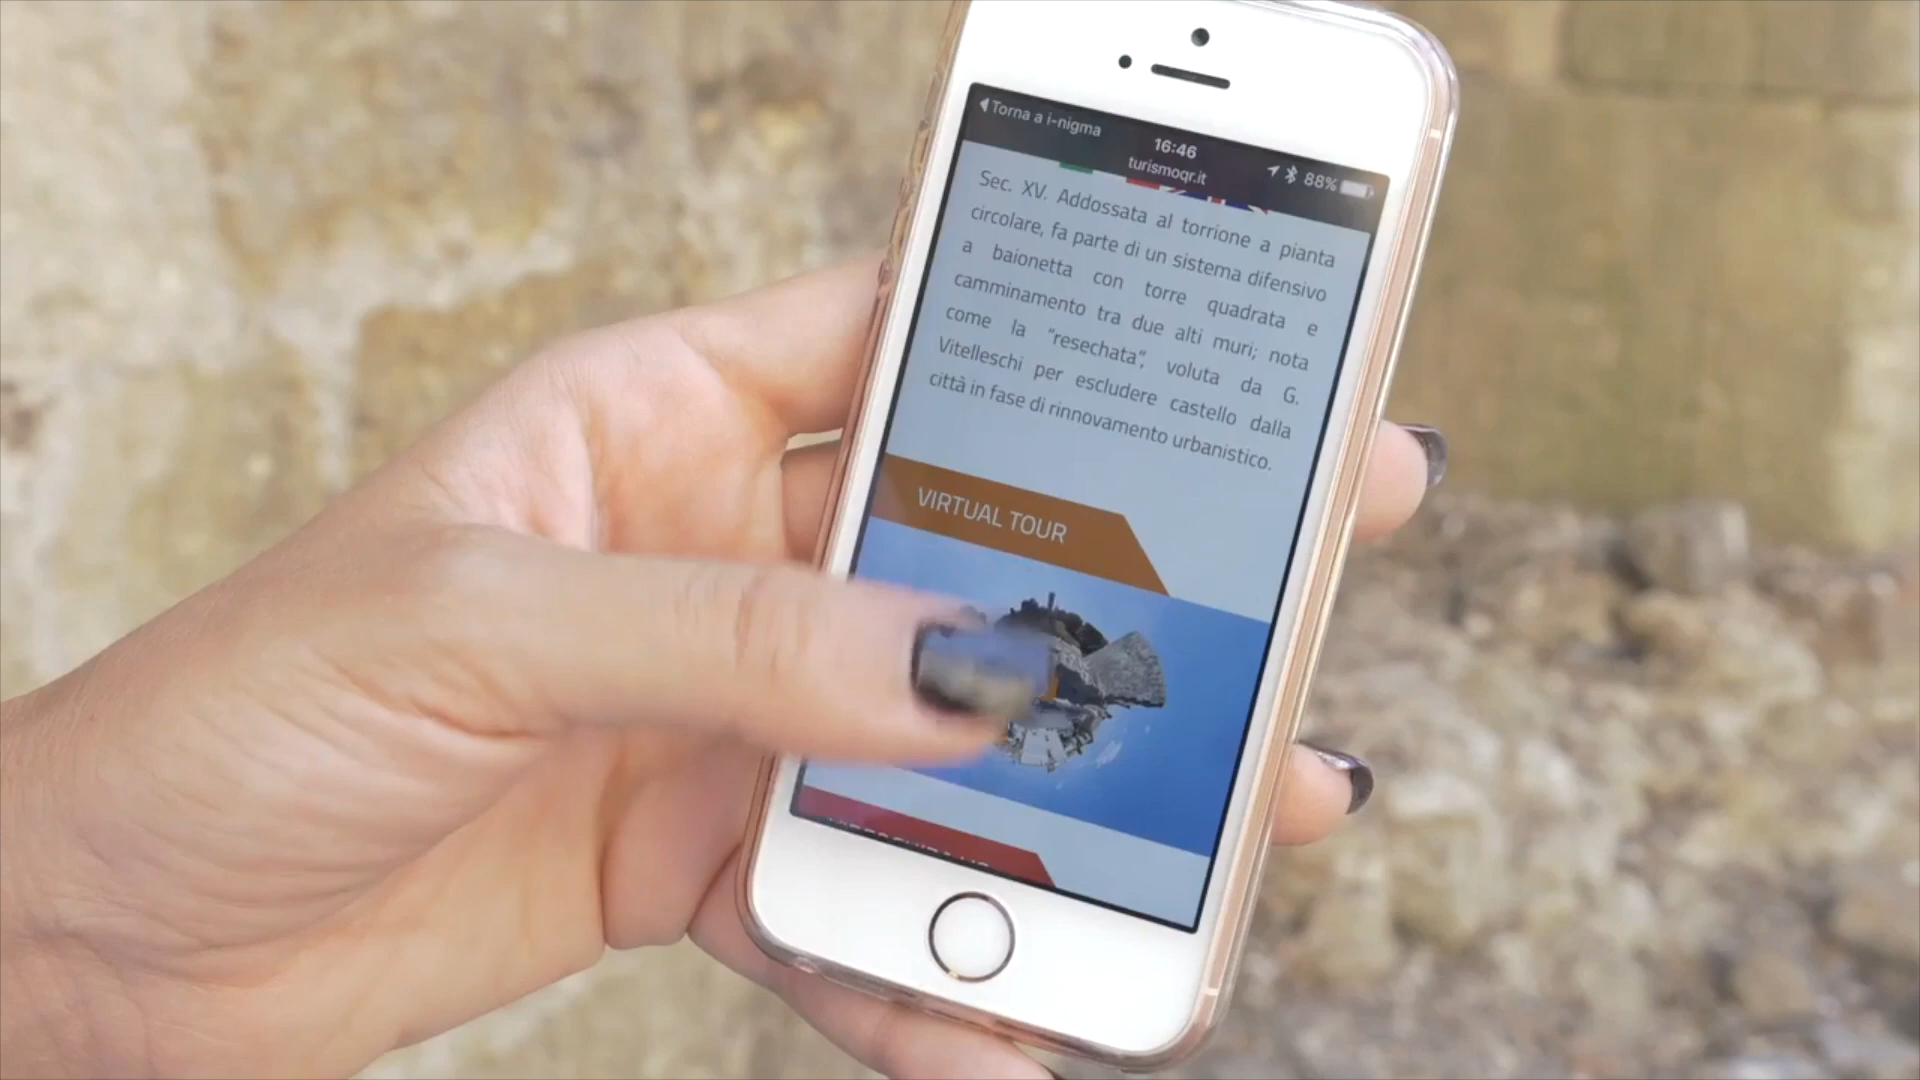 Torna a i-nigma
16:46
88%
turismoqr.it
Sec. XV. Addossata al torrione a pianta
circolare, fa parte di un sistema difensivo
a baionetta con torre quadrata e
camminamento tra due alti muri; nota
come la “resechata”, voluta da G.
Vitelleschi per escludere castello dalla
città in fase di rinnovamento urbanistico.
VIRTUAL TOUR